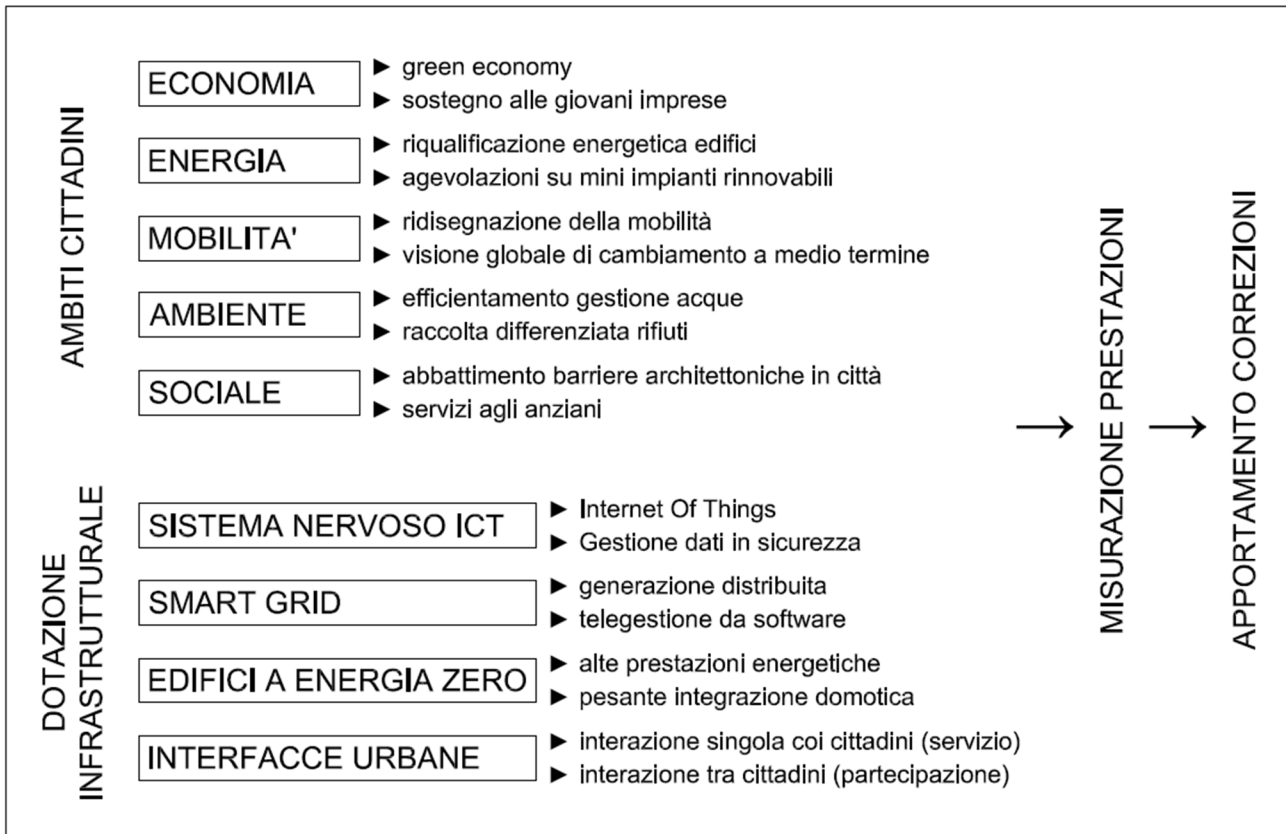 AMBITI CITTADINI
ECONOMIA
► green economy
► sostegno alle giovani imprese
ENERGIA
► riqualificazione energetica edifici
► agevolazioni su mini impianti rinnovabili
MOBILITA'
► ridisegnazione della mobilità
► visione globale di cambiamento a medio termine
AMBIENTE
► efficientamento gestione acque
► raccolta differenziata rifiuti
SOCIALE
► abbattimento barriere architettoniche in città
► servizi agli anziani
DOTAZIONE
INFRASTRUTTURALE
SISTEMA NERVOSO ICT
► Internet Of Things
► Gestione dati in sicurezza
SMART GRID
► generazione distribuita
► telegestione da software
EDIFICI A ENERGIA ZERO
► alte prestazioni energetiche
► pesante integrazione domotica
INTERFACCE URBANE
► interazione singola coi cittadini (servizio)
► interazione tra cittadini (partecipazione)
→ MISURAZIONE PRESTAZIONI
→ APPORTAMENTO CORREZIONI